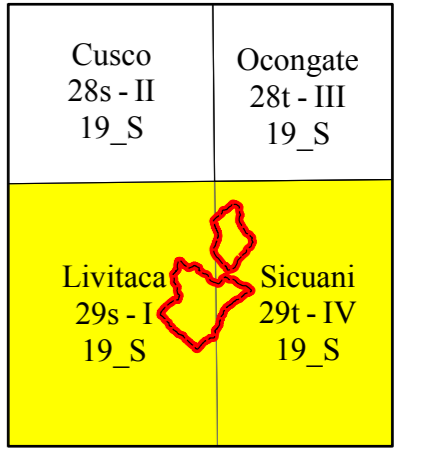 Cusco
28s - II
19_S
Ocongate
28t - III
19_S
Livitaca
29s - I
19_S
Sicuani
29t - IV
19_S